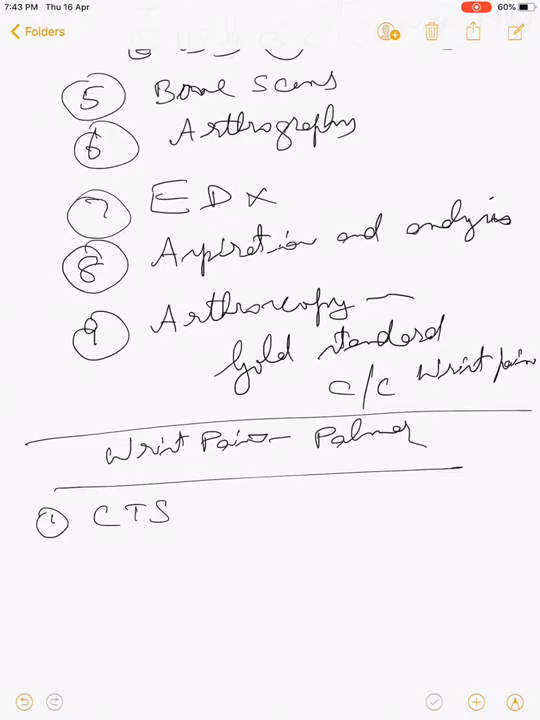 7:43 PM Thu 16 Apr 60%
Folders
5 Bone Scans
6 Arthrography
7 EDX
8 Aspiration and analysis
9 Arthroscopy —
Gold standard
C/C Wrist pain
Wrist Pain - Palmar
1 CTS